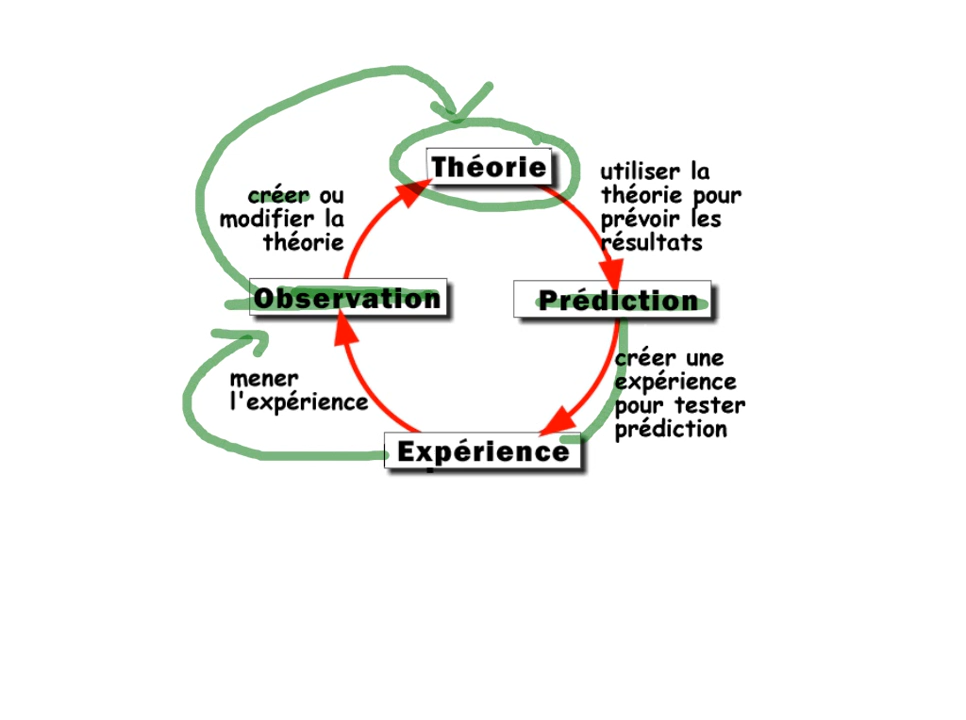 Théorie
utiliser la
théorie pour
prévoir les
résultats
créer ou
modifier la
théorie
Observation
Prédiction
créer une
expérience
pour tester
prédiction
mener
l'expérience
Expérience